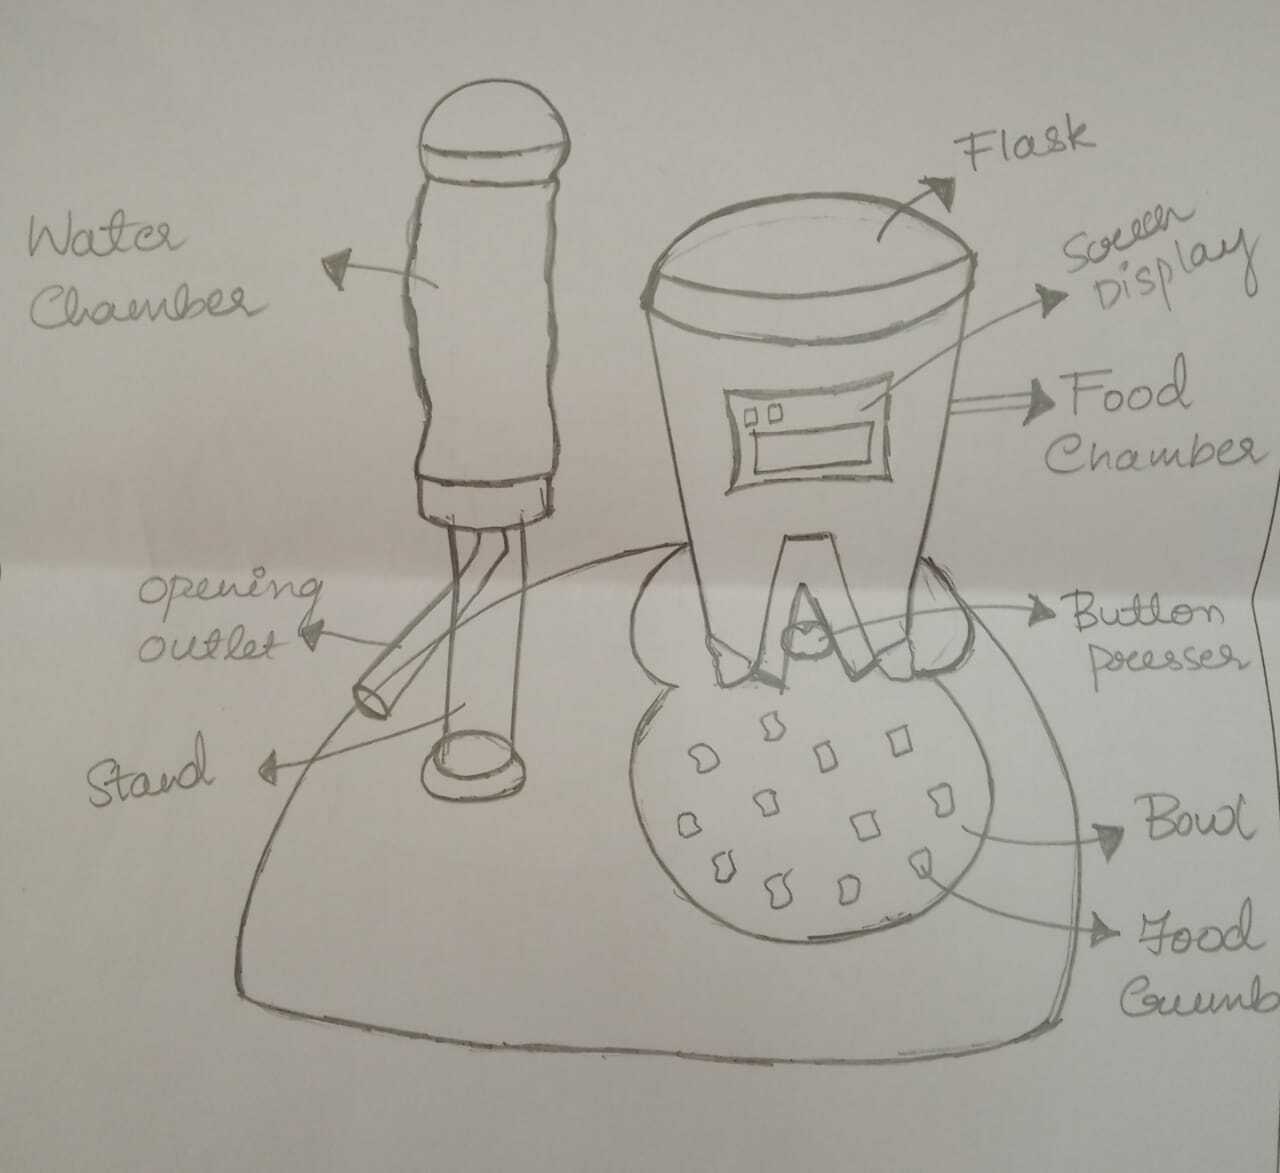 Flask
Screen
Display
Water
Chamber
Food
Chamber
Opening
outlet
Button
presser
Stand
Bowl
Food
Crumb